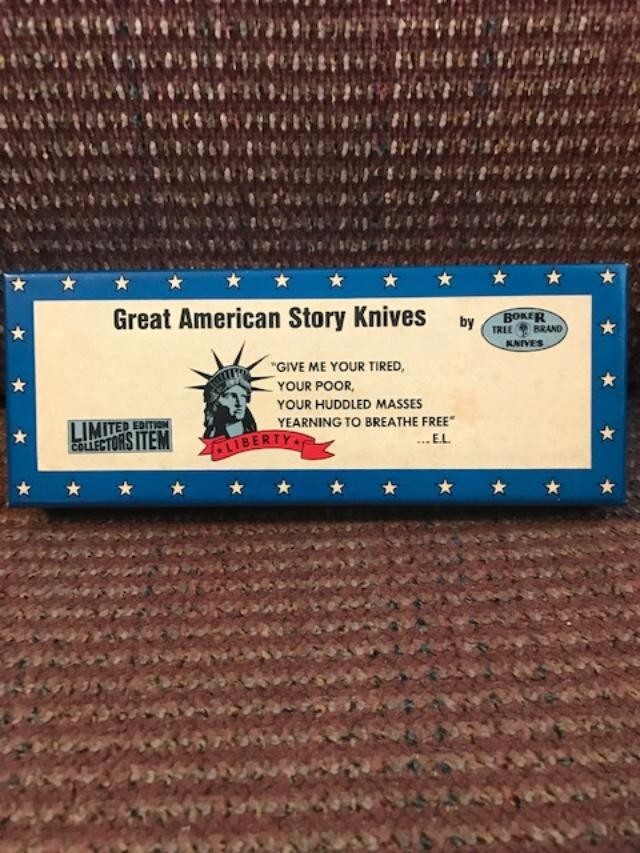 Great American Story Knives by
BOKER
TREE BRAND
KNIVES
"GIVE ME YOUR TIRED,
YOUR POOR,
YOUR HUDDLED MASSES
YEARNING TO BREATHE FREE"
... E.L.
LIMITED EDITION
COLLECTORS ITEM
LIBERTY